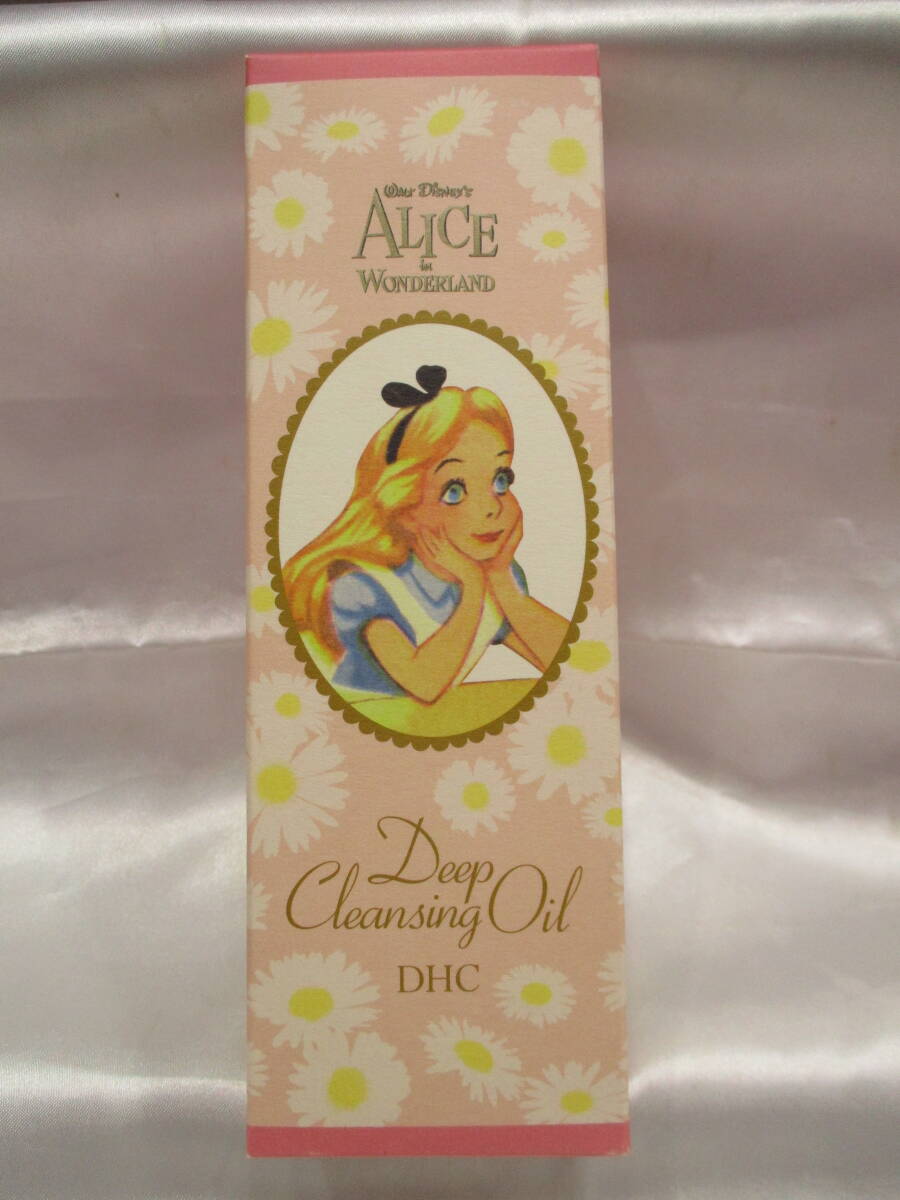 WALT DISNEY'S
ALICE
in
WONDERLAND
Deep
Cleansing Oil
DHC